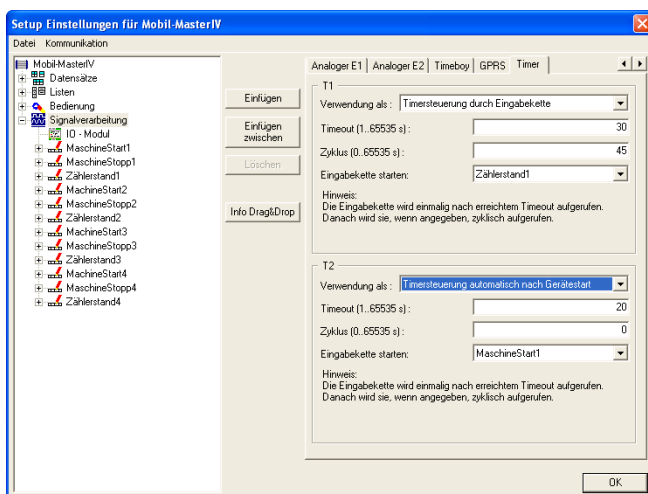 Setup Einstellungen für Mobil-MasterIV
Datei Kommunikation
Mobil-MasterIV
Datensätze
Listen
Bedienung
Signalverarbeitung
IO - Modul
MaschineStart1
MaschineStopp1
Zählerstand1
MachineStart2
MaschineStopp2
Zählerstand2
MachineStart3
MaschineStopp3
Zählerstand3
MachineStart4
MaschineStopp4
Zählerstand4
Einfügen
Einfügen
zwischen
Löschen
Info Drag&Drop
Analoger E1 Analoger E2 Timeboy GPRS Timer
T1
Verwendung als : Timersteuerung durch Eingabekette
Timeout (1..65535 s) : 30
Zyklus (0..65535 s) : 45
Eingabekette starten: Zählerstand1
Hinweis:
Die Eingabekette wird einmalig nach erreichtem Timeout aufgerufen.
Danach wird sie, wenn angegeben, zyklisch aufgerufen.
T2
Verwendung als : Timersteuerung automatisch nach Gerätestart
Timeout (1..65535 s) : 20
Zyklus (0..65535 s) : 0
Eingabekette starten: MaschineStart1
Hinweis:
Die Eingabekette wird einmalig nach erreichtem Timeout aufgerufen.
Danach wird sie, wenn angegeben, zyklisch aufgerufen.
OK